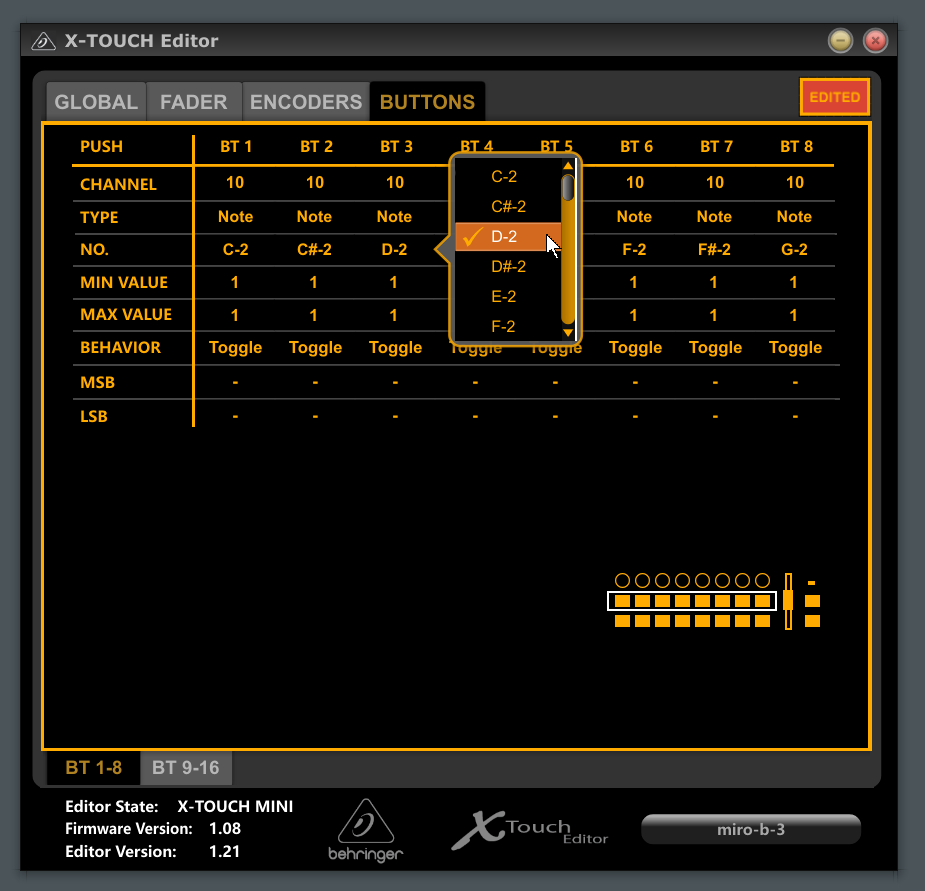 X-TOUCH Editor
GLOBAL FADER ENCODERS BUTTONS EDITED
PUSH BT 1 BT 2 BT 3 BT 4 BT 5 BT 6 BT 7 BT 8
CHANNEL 10 10 10 10 10 10
TYPE Note Note Note Note Note Note
NO. C-2 C#-2 D-2 F-2 F#-2 G-2
MIN VALUE 1 1 1 1 1 1
MAX VALUE 1 1 1 1 1 1
BEHAVIOR Toggle Toggle Toggle Toggle Toggle Toggle Toggle Toggle
MSB - - - - - - - -
LSB - - - - - - - -
C-2
C#-2
D-2
D#-2
E-2
F-2
BT 1-8 BT 9-16
Editor State: X-TOUCH MINI
Firmware Version: 1.08
Editor Version: 1.21
behringer
X Touch Editor
miro-b-3